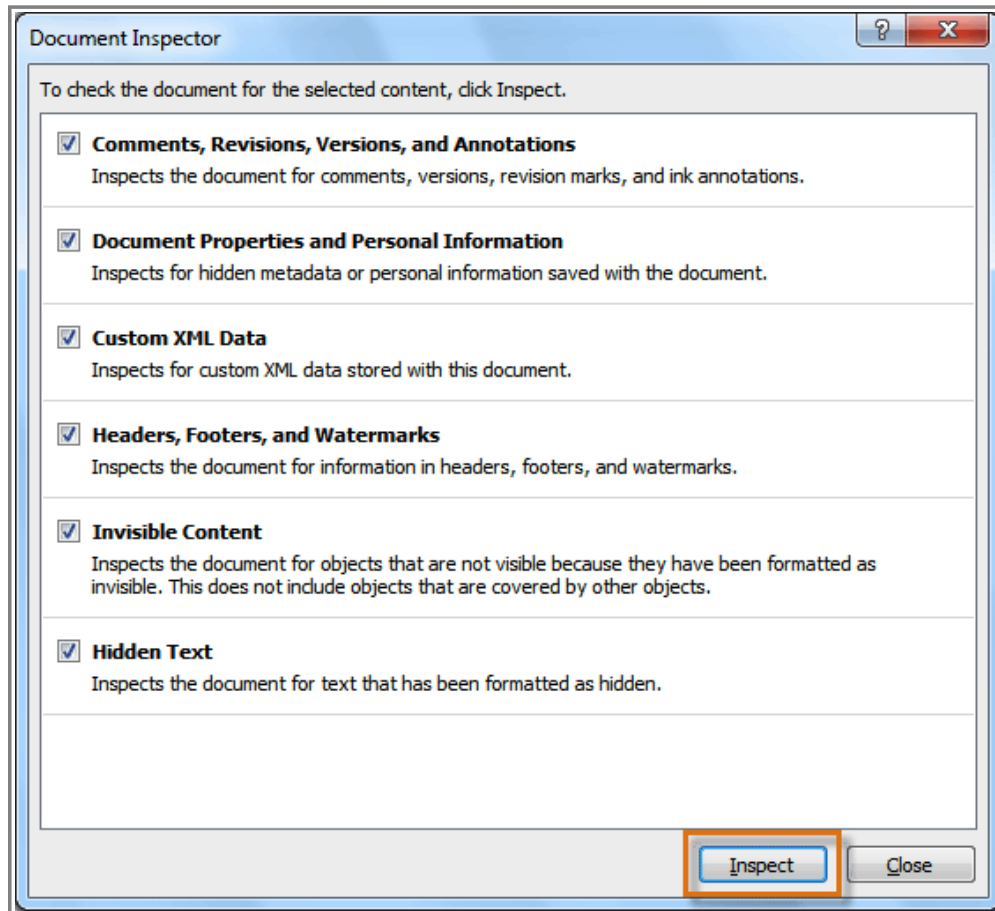 Document Inspector
To check the document for the selected content, click Inspect.
Comments, Revisions, Versions, and Annotations
Inspects the document for comments, versions, revision marks, and ink annotations.
Document Properties and Personal Information
Inspects for hidden metadata or personal information saved with the document.
Custom XML Data
Inspects for custom XML data stored with this document.
Headers, Footers, and Watermarks
Inspects the document for information in headers, footers, and watermarks.
Invisible Content
Inspects the document for objects that are not visible because they have been formatted as
invisible. This does not include objects that are covered by other objects.
Hidden Text
Inspects the document for text that has been formatted as hidden.
Inspect Close